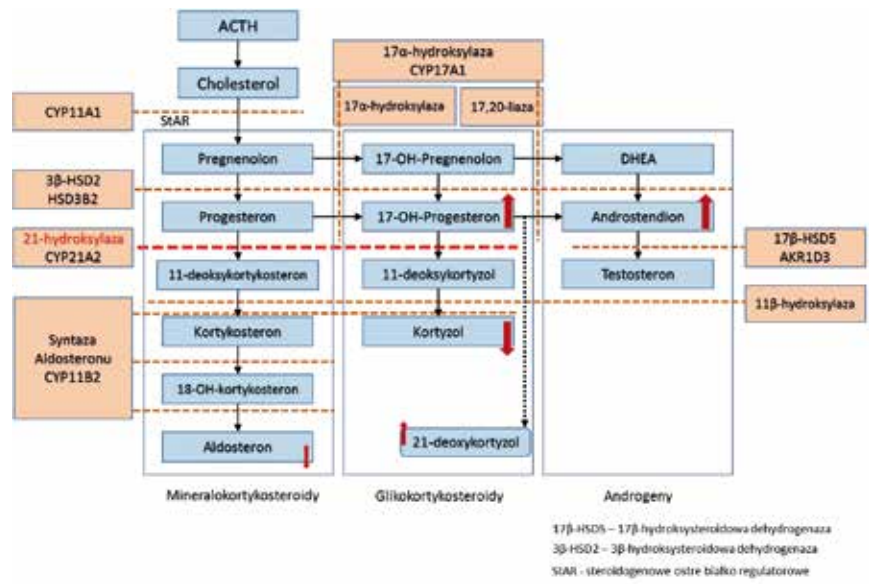 ACTH
Cholesterol
17α-hydroksylaza
CYP17A1
17α-hydroksylaza
17,20-liaza
CYP11A1
StAR
Pregnenolon
17-OH-Pregnenolon
DHEA
3β-HSD2
HSD3B2
Progesteron
17-OH-Progesteron
Androstendion
21-hydroksylaza
CYP21A2
17β-HSD5
AKR1D3
11-deoksykortykosteron
11-deoksykortyzol
Testosteron
11β-hydroksylaza
Syntaza
Aldosteronu
CYP11B2
Kortykosteron
Kortyzol
18-OH-kortykosteron
Aldosteron
21-deoxykortyzol
Mineralokortykosteroidy
Glikokortykosteroidy
Androgeny
17β-HSD5 – 17β-hydroksysteroidowa dehydrogenaza
3β-HSD2 – 3β-hydroksysteroidowa dehydrogenaza
StAR - steroidogenowe ostre białko regulatorowe